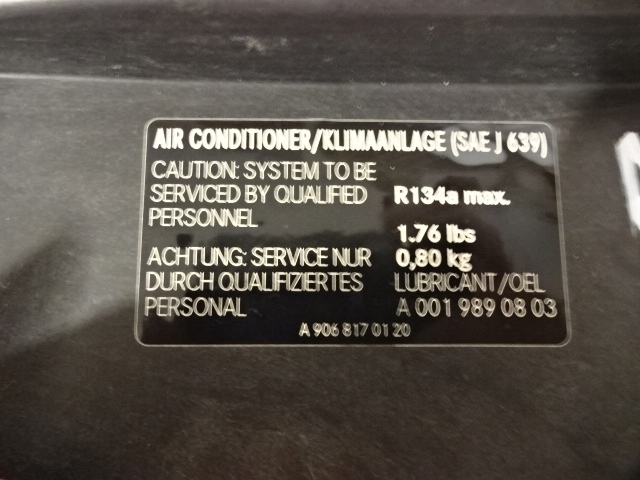 AIR CONDITIONER/KLIMAANLAGE (SAE J 639)
CAUTION: SYSTEM TO BE
SERVICED BY QUALIFIED
PERSONNEL
R134a max.
1.76 lbs
0,80 kg
ACHTUNG: SERVICE NUR
DURCH QUALIFIZIERTES
PERSONAL
LUBRICANT/OEL
A 001 989 08 03
A 906 817 01 20